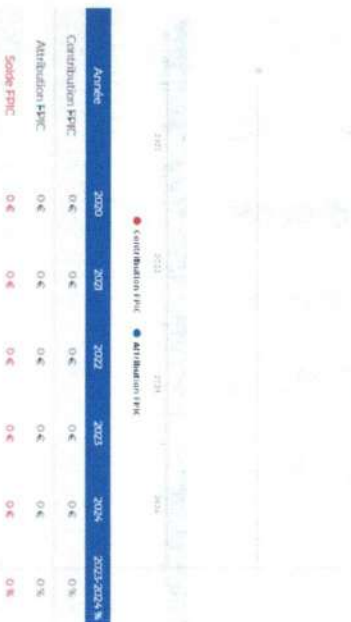 Contribution FPIC Attribution FPIC
Année 2020 2021 2022 2023 2024 2023-2024 %
Contribution FPIC 0 € 0 € 0 € 0 € 0 € 0 %
Attribution FPIC 0 € 0 € 0 € 0 € 0 € 0 %
Solde FPIC 0 € 0 € 0 € 0 € 0 € 0 %